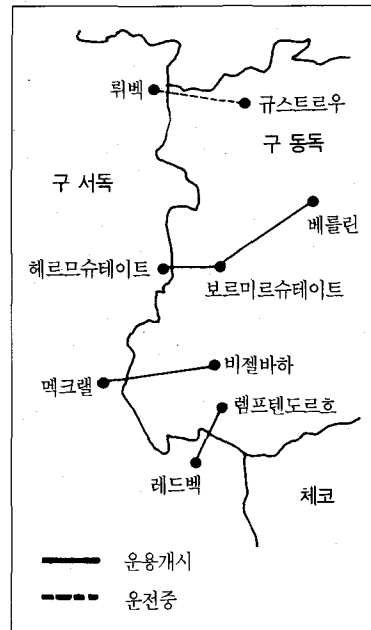 뤼벡
규스트르우
구 동독
구 서독
베를린
헤르므슈테이트
보르미르슈테이트
비젤바하
멕크랠
렘프텐도르흐
레드벡
체코
운용개시
운전중